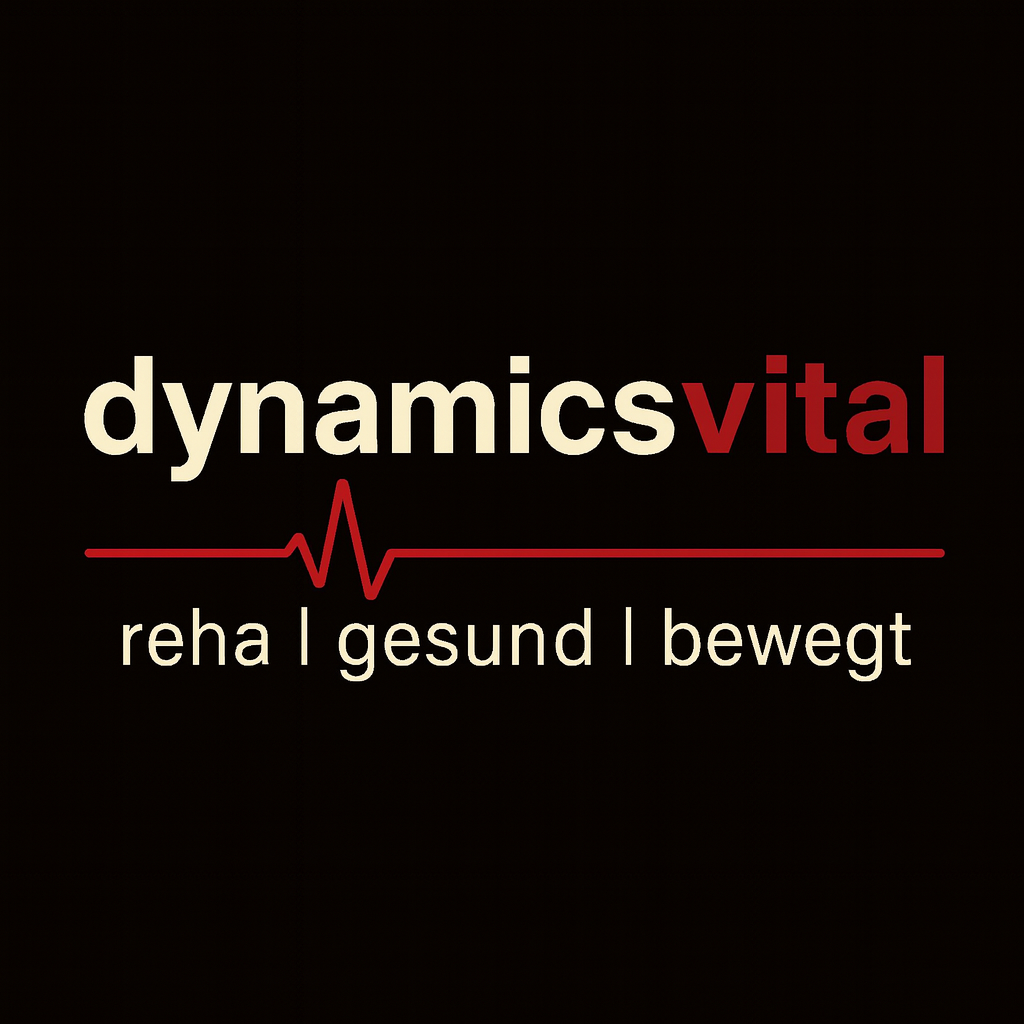 dynamicsvital
reha | gesund | bewegt